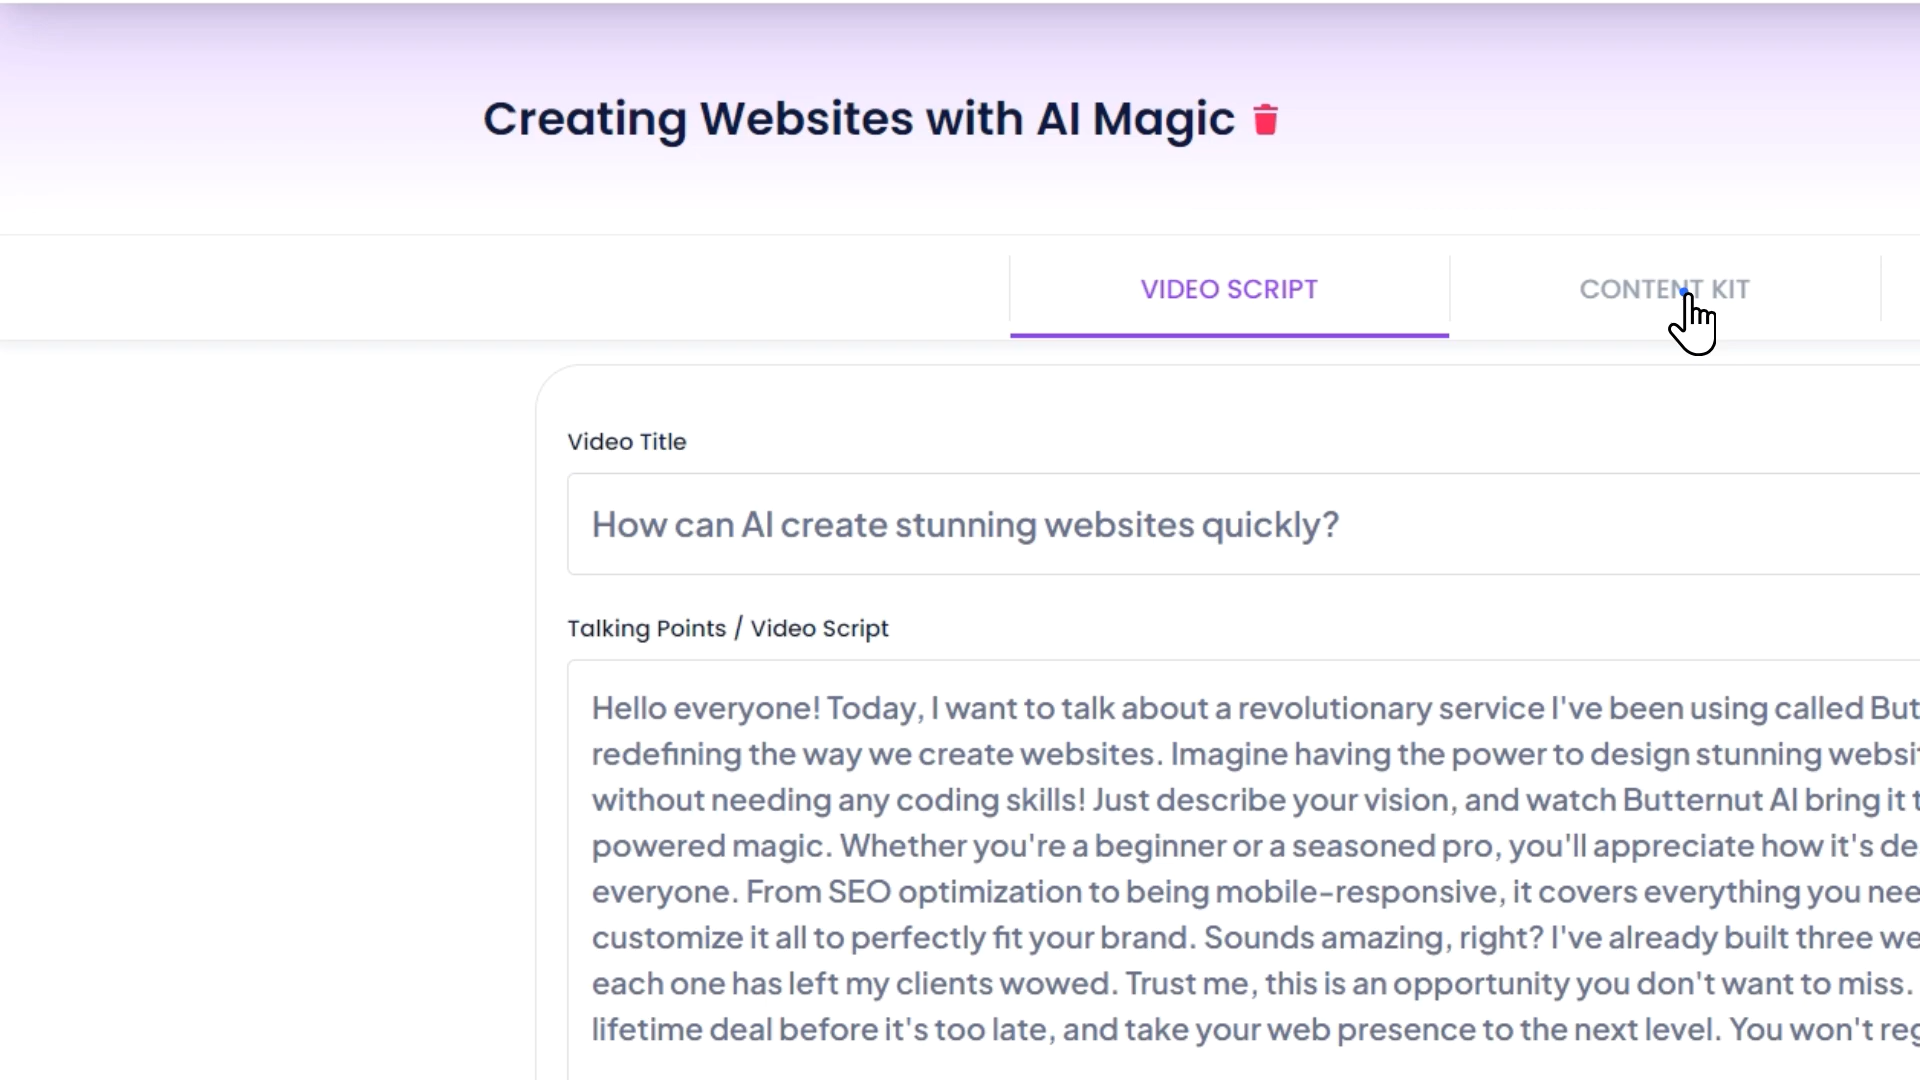 Creating Websites with AI Magic
VIDEO SCRIPT
CONTENT KIT
Video Title
How can AI create stunning websites quickly?
Talking Points / Video Script
Hello everyone! Today, I want to talk about a revolutionary service I've been using called
redefining the way we create websites. Imagine having the power to design stunning
without needing any coding skills! Just describe your vision, and watch Butternut AI bring it
powered magic. Whether you're a beginner or a seasoned pro, you'll appreciate how it's
everyone. From SEO optimization to being mobile-responsive, it covers everything you
customize it all to perfectly fit your brand. Sounds amazing, right? I've already built three
each one has left my clients wowed. Trust me, this is an opportunity you don't want to miss.
lifetime deal before it's too late, and take your web presence to the next level. You won't